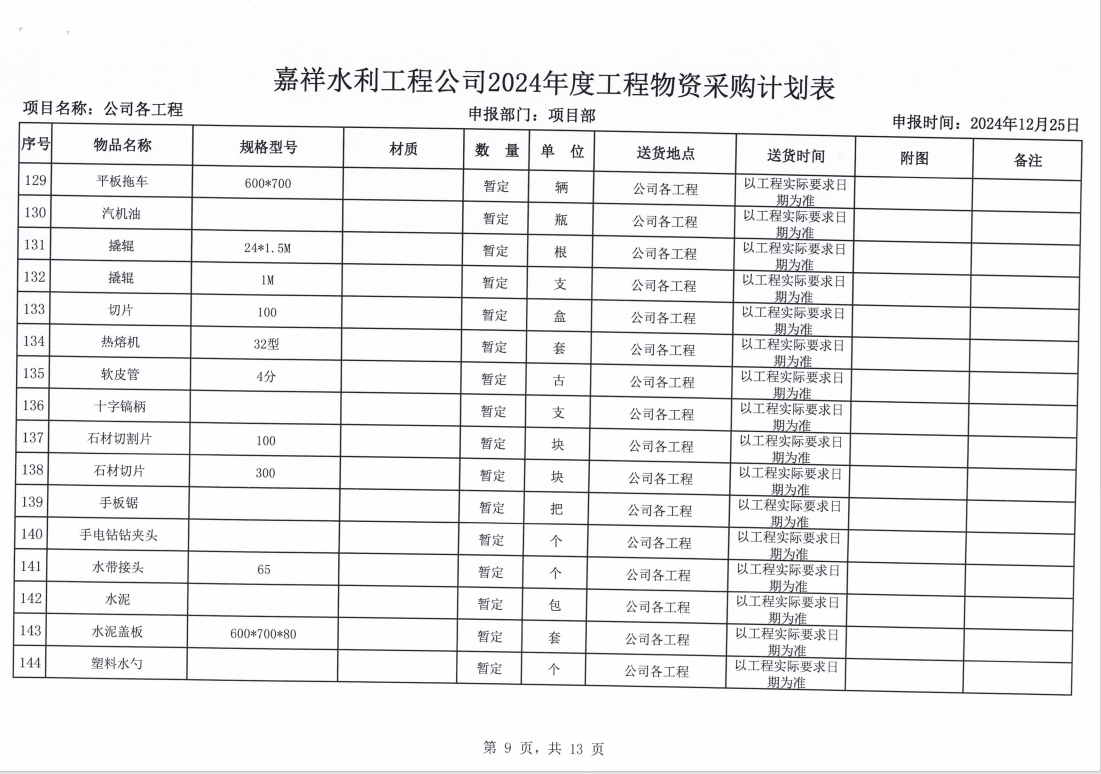 嘉祥水利工程公司2024年度工程物资采购计划表
项目名称：公司各工程 申报部门：项目部 申报时间：2024年12月25日
序号 物品名称 规格型号 材质 数 量 单 位 送货地点 送货时间 附图 备注
129 平板拖车 600*700 暂定 辆 公司各工程 以工程实际要求日
期为准
130 汽机油 暂定 瓶 公司各工程 以工程实际要求日
期为准
131 撬辊 24*1.5M 暂定 根 公司各工程 以工程实际要求日
期为准
132 撬辊 1M 暂定 支 公司各工程 以工程实际要求日
期为准
133 切片 100 暂定 盒 公司各工程 以工程实际要求日
期为准
134 热熔机 32型 暂定 套 公司各工程 以工程实际要求日
期为准
135 软皮管 4分 暂定 古 公司各工程 以工程实际要求日
期为准
136 十字镐柄 暂定 支 公司各工程 以工程实际要求日
期为准
137 石材切割片 100 暂定 块 公司各工程 以工程实际要求日
期为准
138 石材切片 300 暂定 块 公司各工程 以工程实际要求日
期为准
139 手板锯 暂定 把 公司各工程 以工程实际要求日
期为准
140 手电钻钻夹头 暂定 个 公司各工程 以工程实际要求日
期为准
141 水带接头 65 暂定 个 公司各工程 以工程实际要求日
期为准
142 水泥 暂定 包 公司各工程 以工程实际要求日
期为准
143 水泥盖板 600*700*80 暂定 套 公司各工程 以工程实际要求日
期为准
144 塑料水勺 暂定 个 公司各工程 以工程实际要求日
期为准
第 9 页，共 13 页